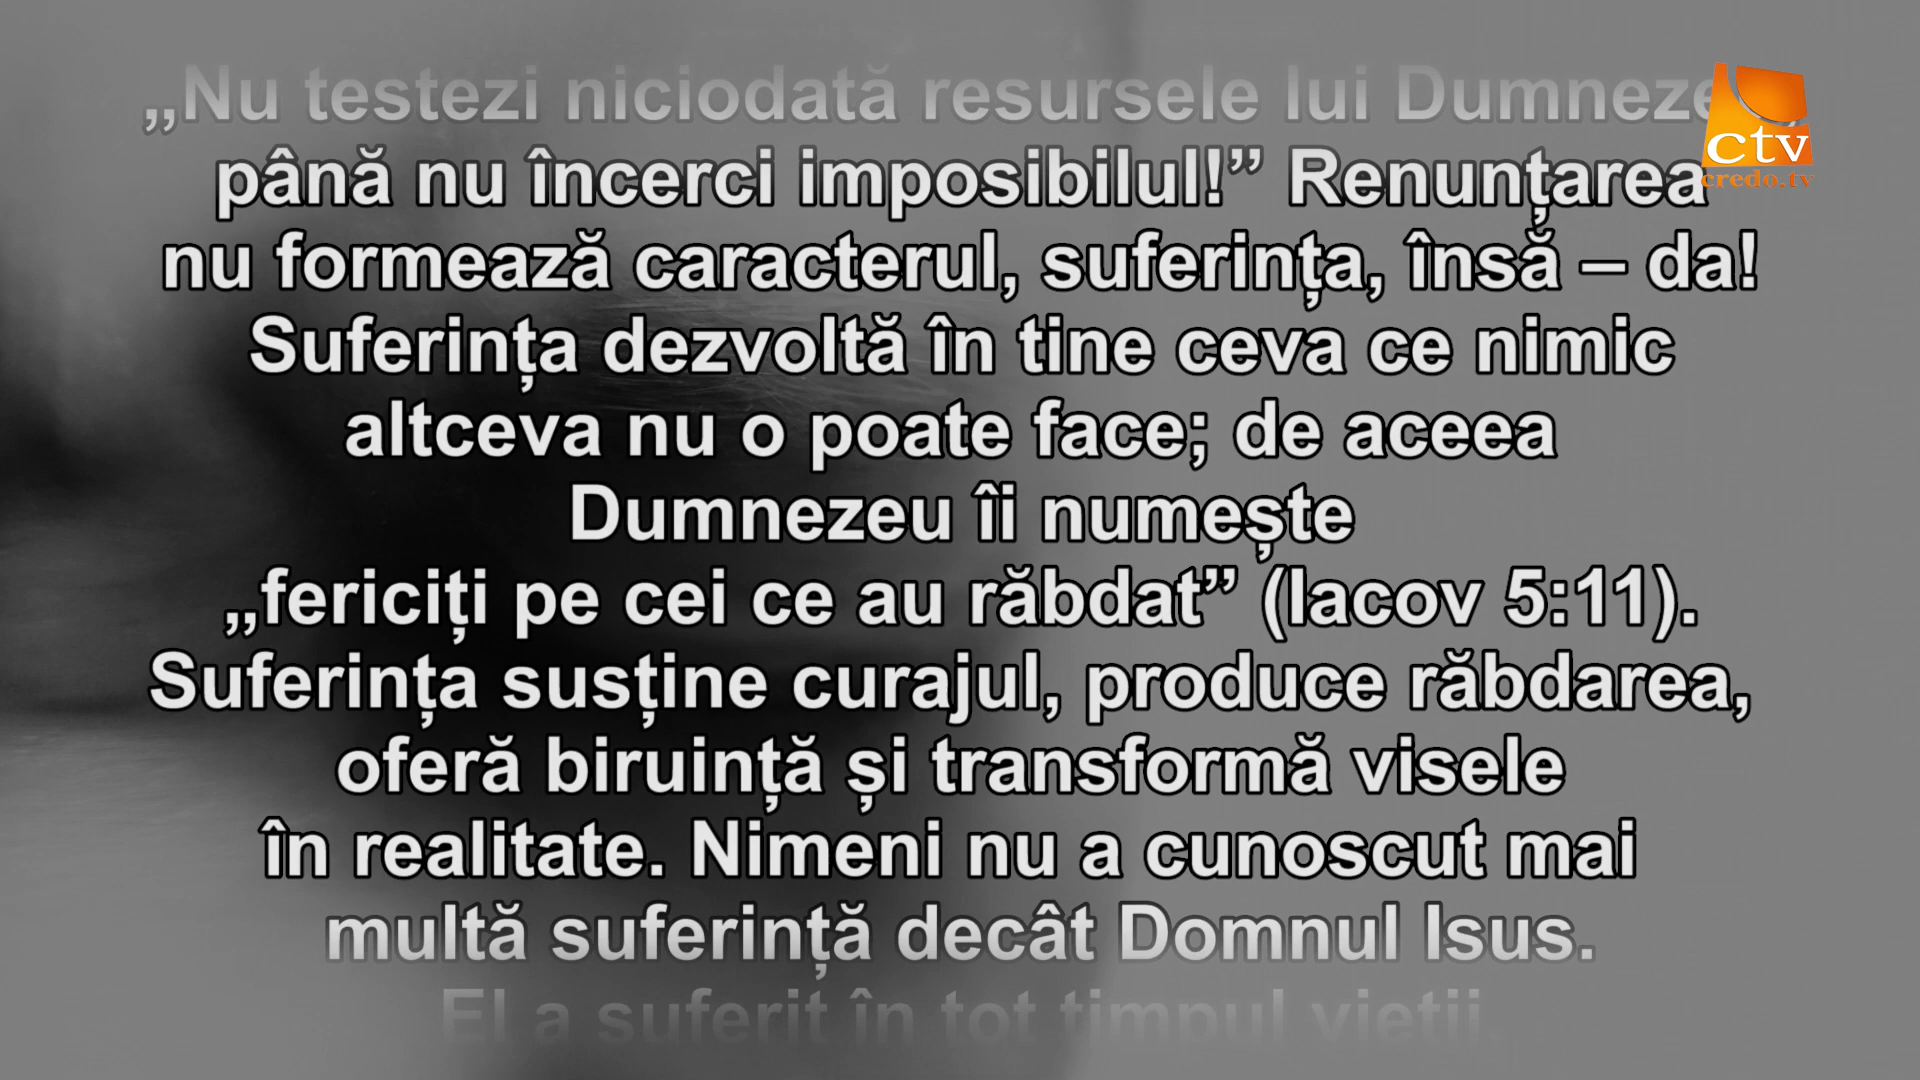 „Nu testezi niciodată resursele lui Dumneze
până nu încerci imposibilul!” Renunțarea
nu formează caracterul, suferința, însă – da!
Suferința dezvoltă în tine ceva ce nimic
altceva nu o poate face; de aceea
Dumnezeu îi numește
„fericiți pe cei ce au răbdat” (Iacov 5:11).
Suferința susține curajul, produce răbdarea,
oferă biruință și transformă visele
în realitate. Nimeni nu a cunoscut mai
multă suferință decât Domnul Isus.
El a suferit în tot timpul vieții.
ctv
credo.tv